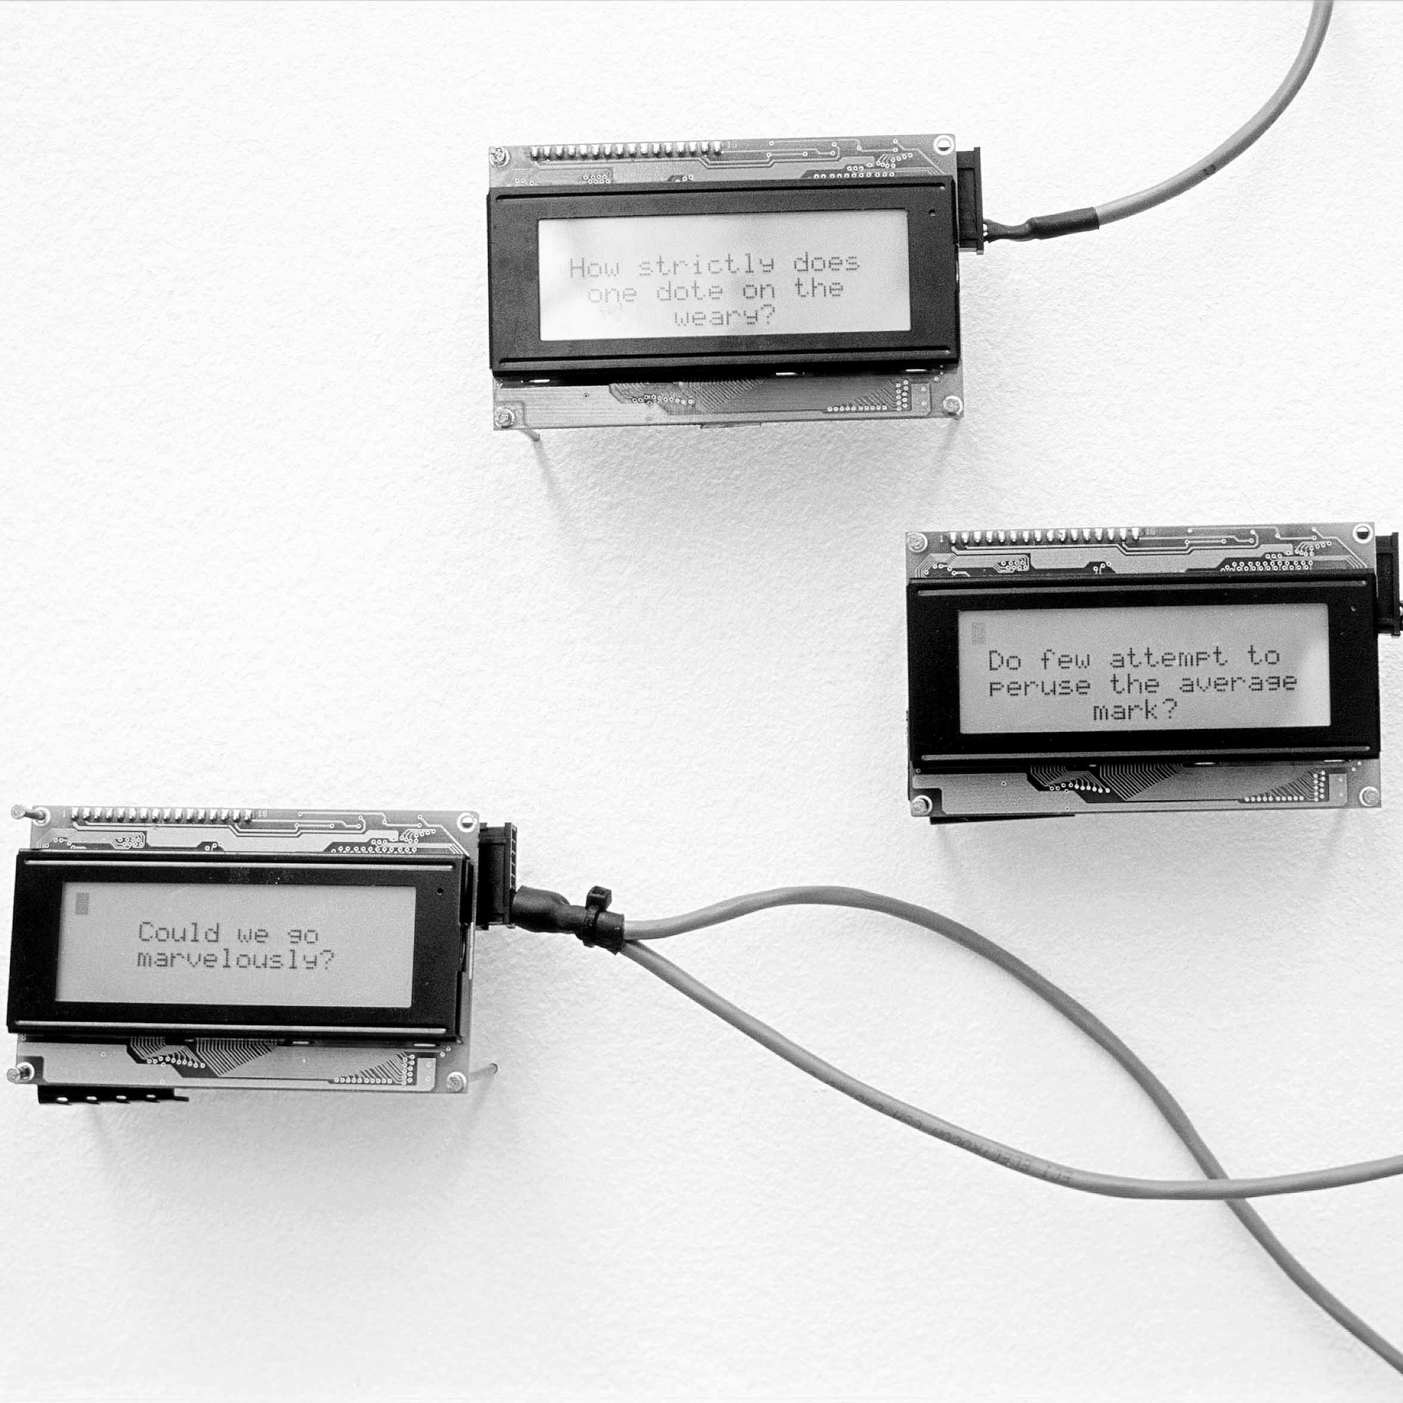 How strictly does
one dote on the
weary?
Do few attempt to
peruse the average
mark?
Could we go
marvelously?